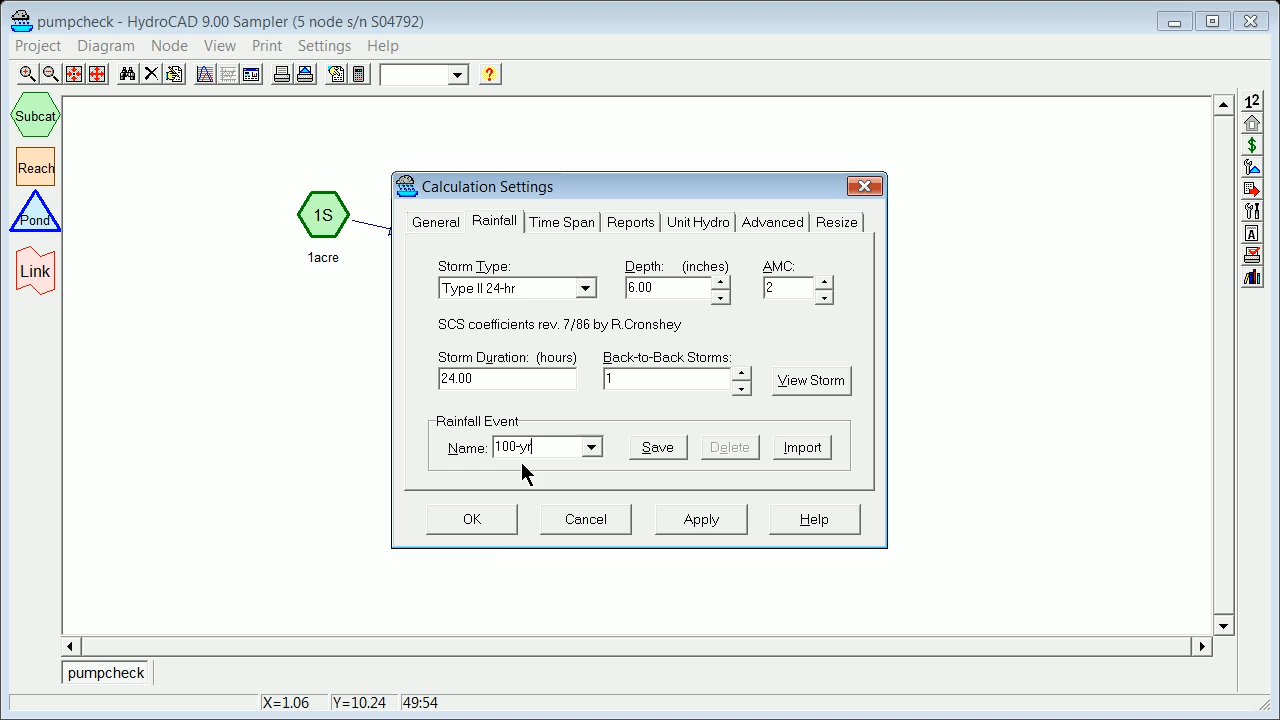 pumpcheck - HydroCAD 9.00 Sampler (5 node s/n S04792)
Project Diagram Node View Print Settings Help
Subcat
Reach
Pond
Link
1S
1acre
12
$
A
?
Calculation Settings
General Rainfall Time Span Reports Unit Hydro Advanced Resize
Storm Type: Depth: (inches) AMC:
Type II 24-hr 6.00 2
SCS coefficients rev. 7/86 by R.Cronshey
Storm Duration: (hours) Back-to-Back Storms:
24.00 1 View Storm
Rainfall Event
Name: 100-yr Save Delete Import
OK Cancel Apply Help
pumpcheck
X=1.06 Y=10.24 49:54